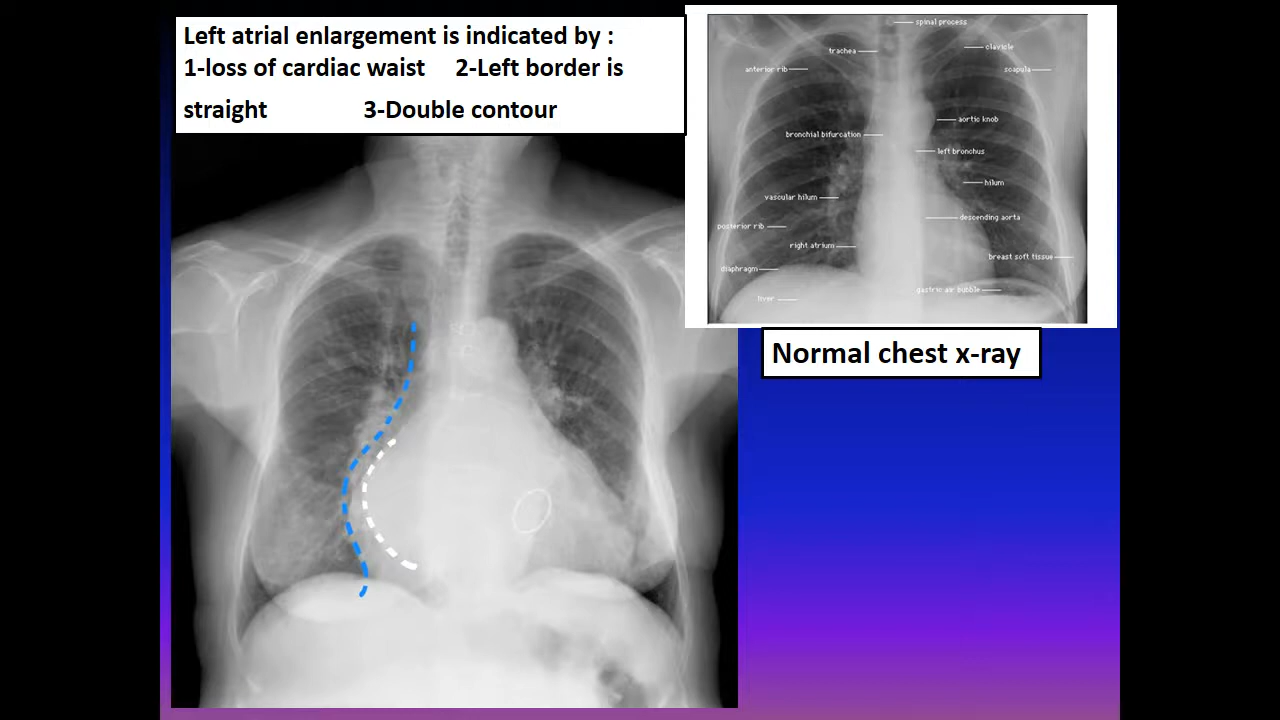 Left atrial enlargement is indicated by :
1-loss of cardiac waist 2-Left border is
straight 3-Double contour
spinal process
trachea
clavicle
anterior rib
scapula
aortic knob
bronchial bifurcation
left bronchus
hilum
vascular hilum
descending aorta
posterior rib
right atrium
breast soft tissue
diaphragm
gastric air bubble
liver
Normal chest x-ray